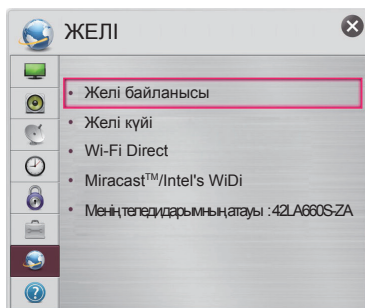 ЖЕЛІ
• Желі байланысы
• Желі күйі
• Wi-Fi Direct
• Miracast™/Intel's WiDi
• Менің теледидарымның атауы : 42LA660S-ZA